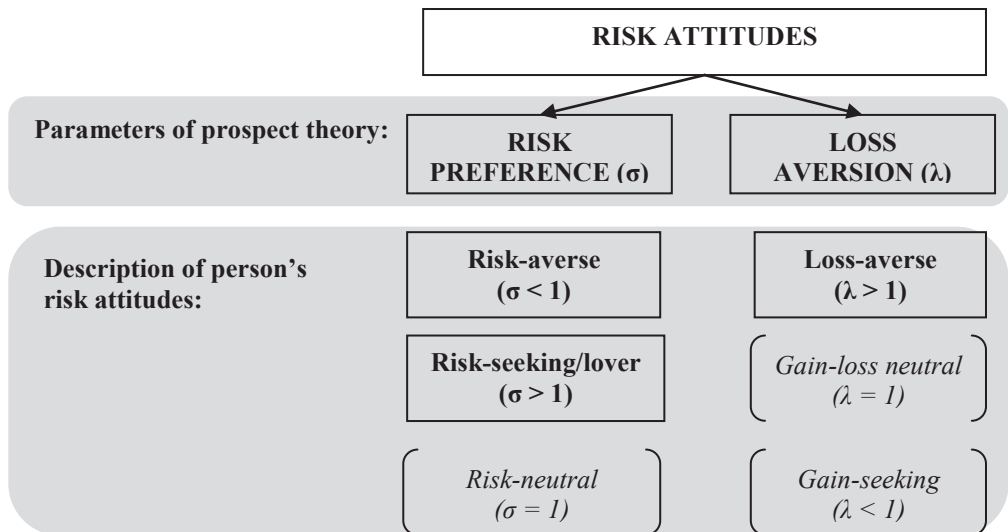 RISK ATTITUDES
Parameters of prospect theory:
RISK
PREFERENCE (σ)
LOSS
AVERSION (λ)
Description of person's
risk attitudes:
Risk-averse
(σ < 1)
Loss-averse
(λ > 1)
Risk-seeking/lover
(σ > 1)
Gain-loss neutral
(λ = 1)
Risk-neutral
(σ = 1)
Gain-seeking
(λ < 1)